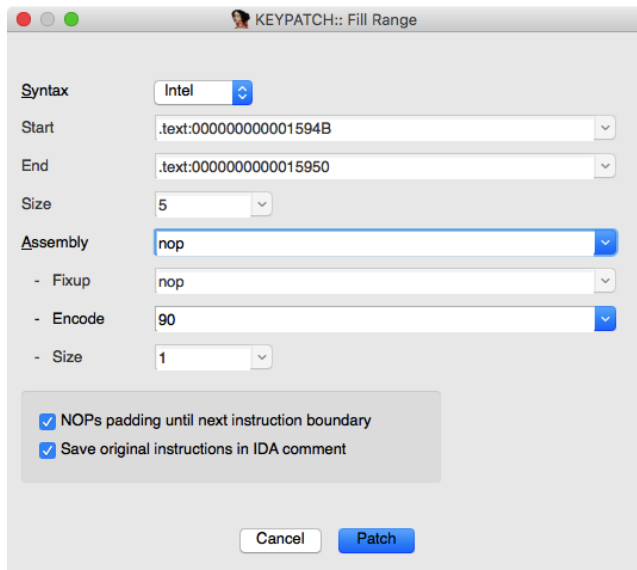 KEYPATCH:: Fill Range
Syntax Intel
Start .text:000000000001594B
End .text:0000000000015950
Size 5
Assembly nop
- Fixup nop
- Encode 90
- Size 1
NOPs padding until next instruction boundary
Save original instructions in IDA comment
Cancel Patch